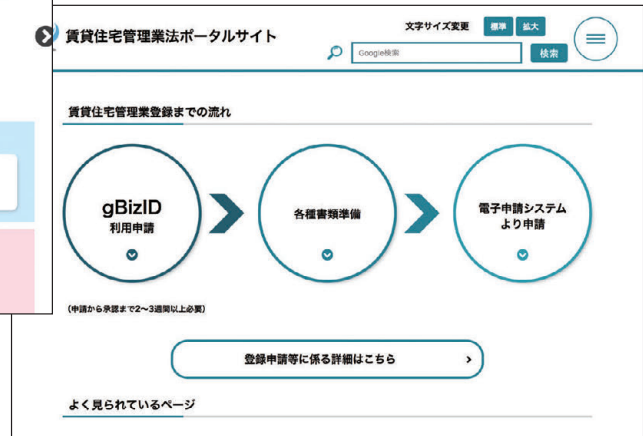 賃貸住宅管理業法ポータルサイト
文字サイズ変更 標準 拡大
Google検索 検索
賃貸住宅管理業登録までの流れ
gBizID
利用申請
各種書類準備
電子申請システム
より申請
(申請から承認まで2〜3週間以上必要)
登録申請等に係る詳細はこちら
よく見られているページ